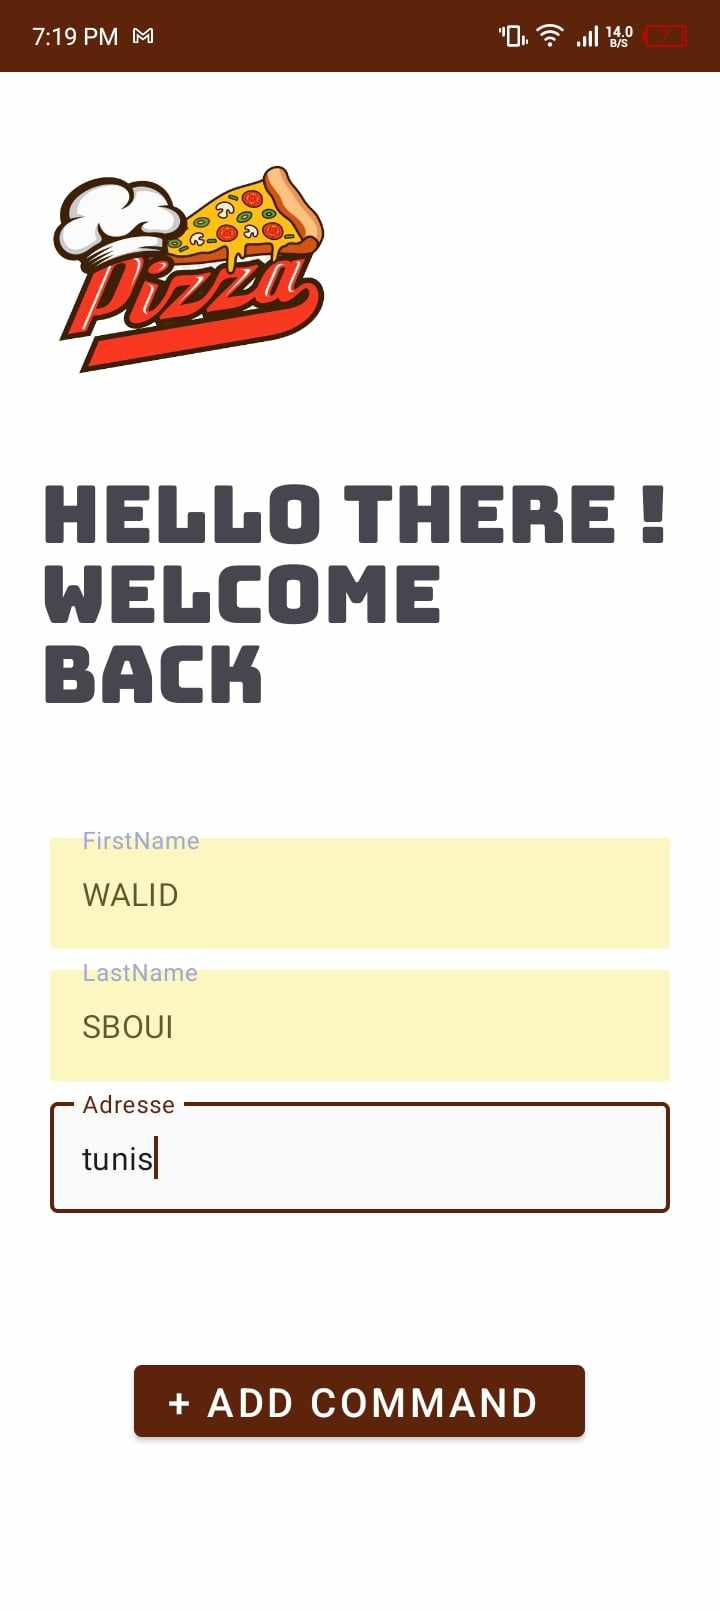 7:19 PM
14.0
B/S
Pizza
HELLO THERE !
WELCOME
BACK
FirstName
WALID
LastName
SBOUI
Adresse
tunis
+ ADD COMMAND